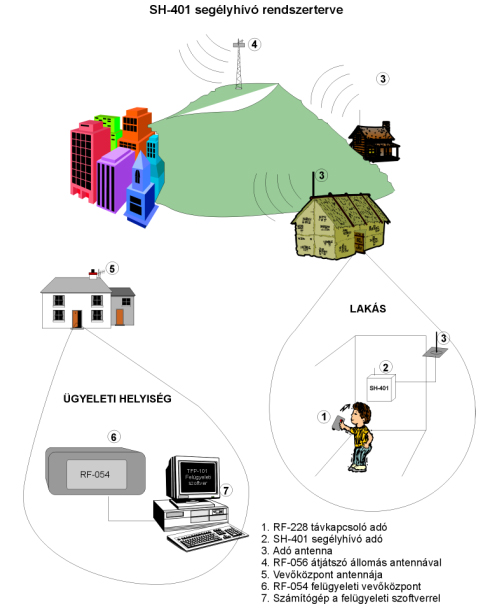 SH-401 segélyhívó rendszerterve
4
3
3
5
LAKÁS
3
2
SH-401
1
ÜGYELETI HELYISÉG
6
RF-054
TFP-101
Felügyeleti
szoftver
7
1. RF-228 távkapcsoló adó
2. SH-401 segélyhívó adó
3. Adó antenna
4. RF-056 átjátszó állomás antennával
5. Vevőközpont antennája
6. RF-054 felügyeleti vevőközpont
7. Számítógép a felügyeleti szoftverrel